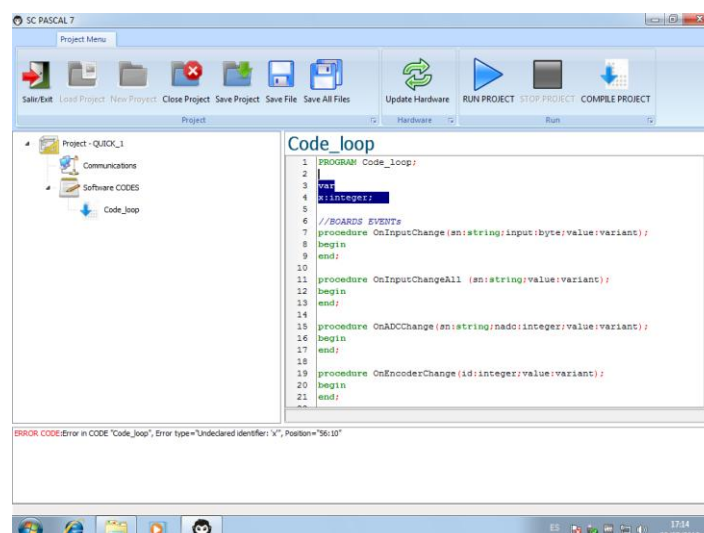 SC PASCAL 7
Project Menu
Salir/Exit Load Project New Proyect Close Project Save Project Save File Save All Files Update Hardware RUN PROJECT STOP PROJECT COMPILE PROJECT
Project Hardware Run
Project - QUICK_1
Communications
Software CODES
Code_loop
Code_loop
1 PROGRAM Code_loop;
2
3 var
4 x:integer;
5
6 //BOARDS EVENTs
7 procedure OnInputChange(sn:string;input:byte;value:variant);
8 begin
9 end;
10
11 procedure OnInputChangeAll (sn:string;value:variant);
12 begin
13 end;
14
15 procedure OnADCChange(sn:string;nadc:integer;value:variant);
16 begin
17 end;
18
19 procedure OnEncoderChange(id:integer;value:variant);
20 begin
21 end;
ERROR CODE:Error in CODE "Code_loop", Error type="Undeclared identifier: 'x'", Position="56:10"
ES 17:14